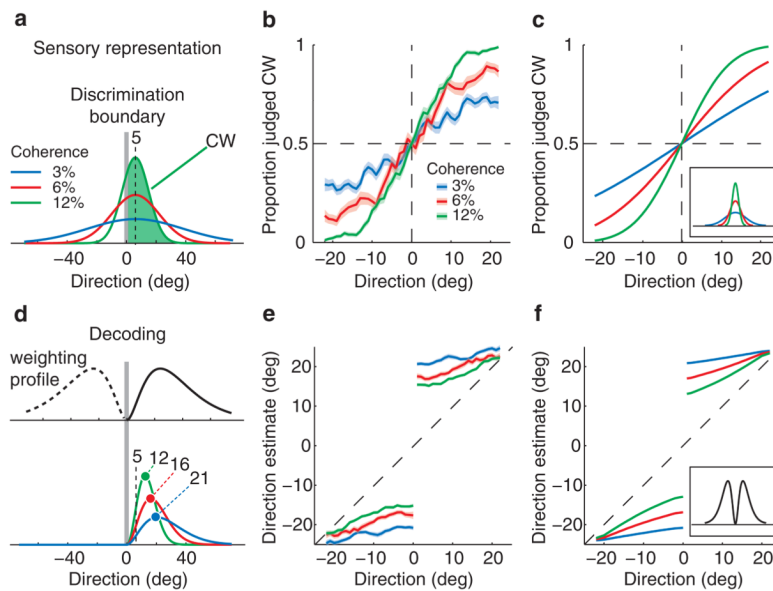 a
Sensory representation
Discrimination
boundary
5
CW
Coherence
3%
6%
12%
−40
0
40
Direction (deg)
b
Proportion judged CW
1
0.5
0
Coherence
3%
6%
12%
−20
−10
0
10
20
Direction (deg)
c
Proportion judged CW
1
0.5
0
−20
−10
0
10
20
Direction (deg)
d
Decoding
weighting
profile
5
12
16
21
−40
0
40
Direction (deg)
e
Direction estimate (deg)
20
10
0
−10
−20
−20
−10
0
10
20
Direction (deg)
f
Direction estimate (deg)
20
10
0
−10
−20
−20
−10
0
10
20
Direction (deg)